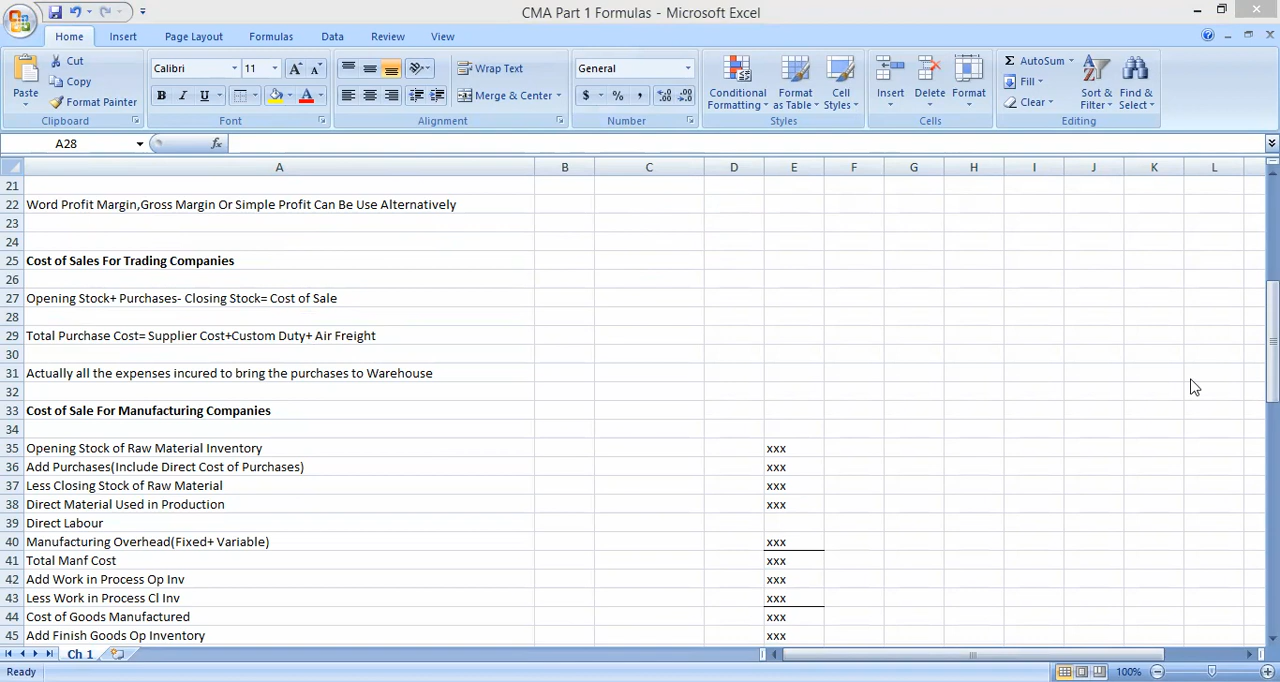 CMA Part 1 Formulas - Microsoft Excel
Home Insert Page Layout Formulas Data Review View
Paste Cut Copy Format Painter Clipboard
Calibri 11 A A B I U A Font
Wrap Text Merge & Center Alignment
General $ % , .0 .00 .00 .0 Number
Conditional Formatting Format as Table Cell Styles Styles
Insert Delete Format Cells
Σ AutoSum Fill Clear Sort & Filter Find & Select Editing
A28 fx
A B C D E F G H I J K L
21
22 Word Profit Margin,Gross Margin Or Simple Profit Can Be Use Alternatively
23
24
25 Cost of Sales For Trading Companies
26
27 Opening Stock+ Purchases- Closing Stock= Cost of Sale
28
29 Total Purchase Cost= Supplier Cost+Custom Duty+ Air Freight
30
31 Actually all the expenses incured to bring the purchases to Warehouse
32
33 Cost of Sale For Manufacturing Companies
34
35 Opening Stock of Raw Material Inventory xxx
36 Add Purchases(Include Direct Cost of Purchases) xxx
37 Less Closing Stock of Raw Material xxx
38 Direct Material Used in Production xxx
39 Direct Labour
40 Manufacturing Overhead(Fixed+ Variable) xxx
41 Total Manf Cost xxx
42 Add Work in Process Op Inv xxx
43 Less Work in Process Cl Inv xxx
44 Cost of Goods Manufactured xxx
45 Add Finish Goods Op Inventory xxx
Ch 1
Ready 100%